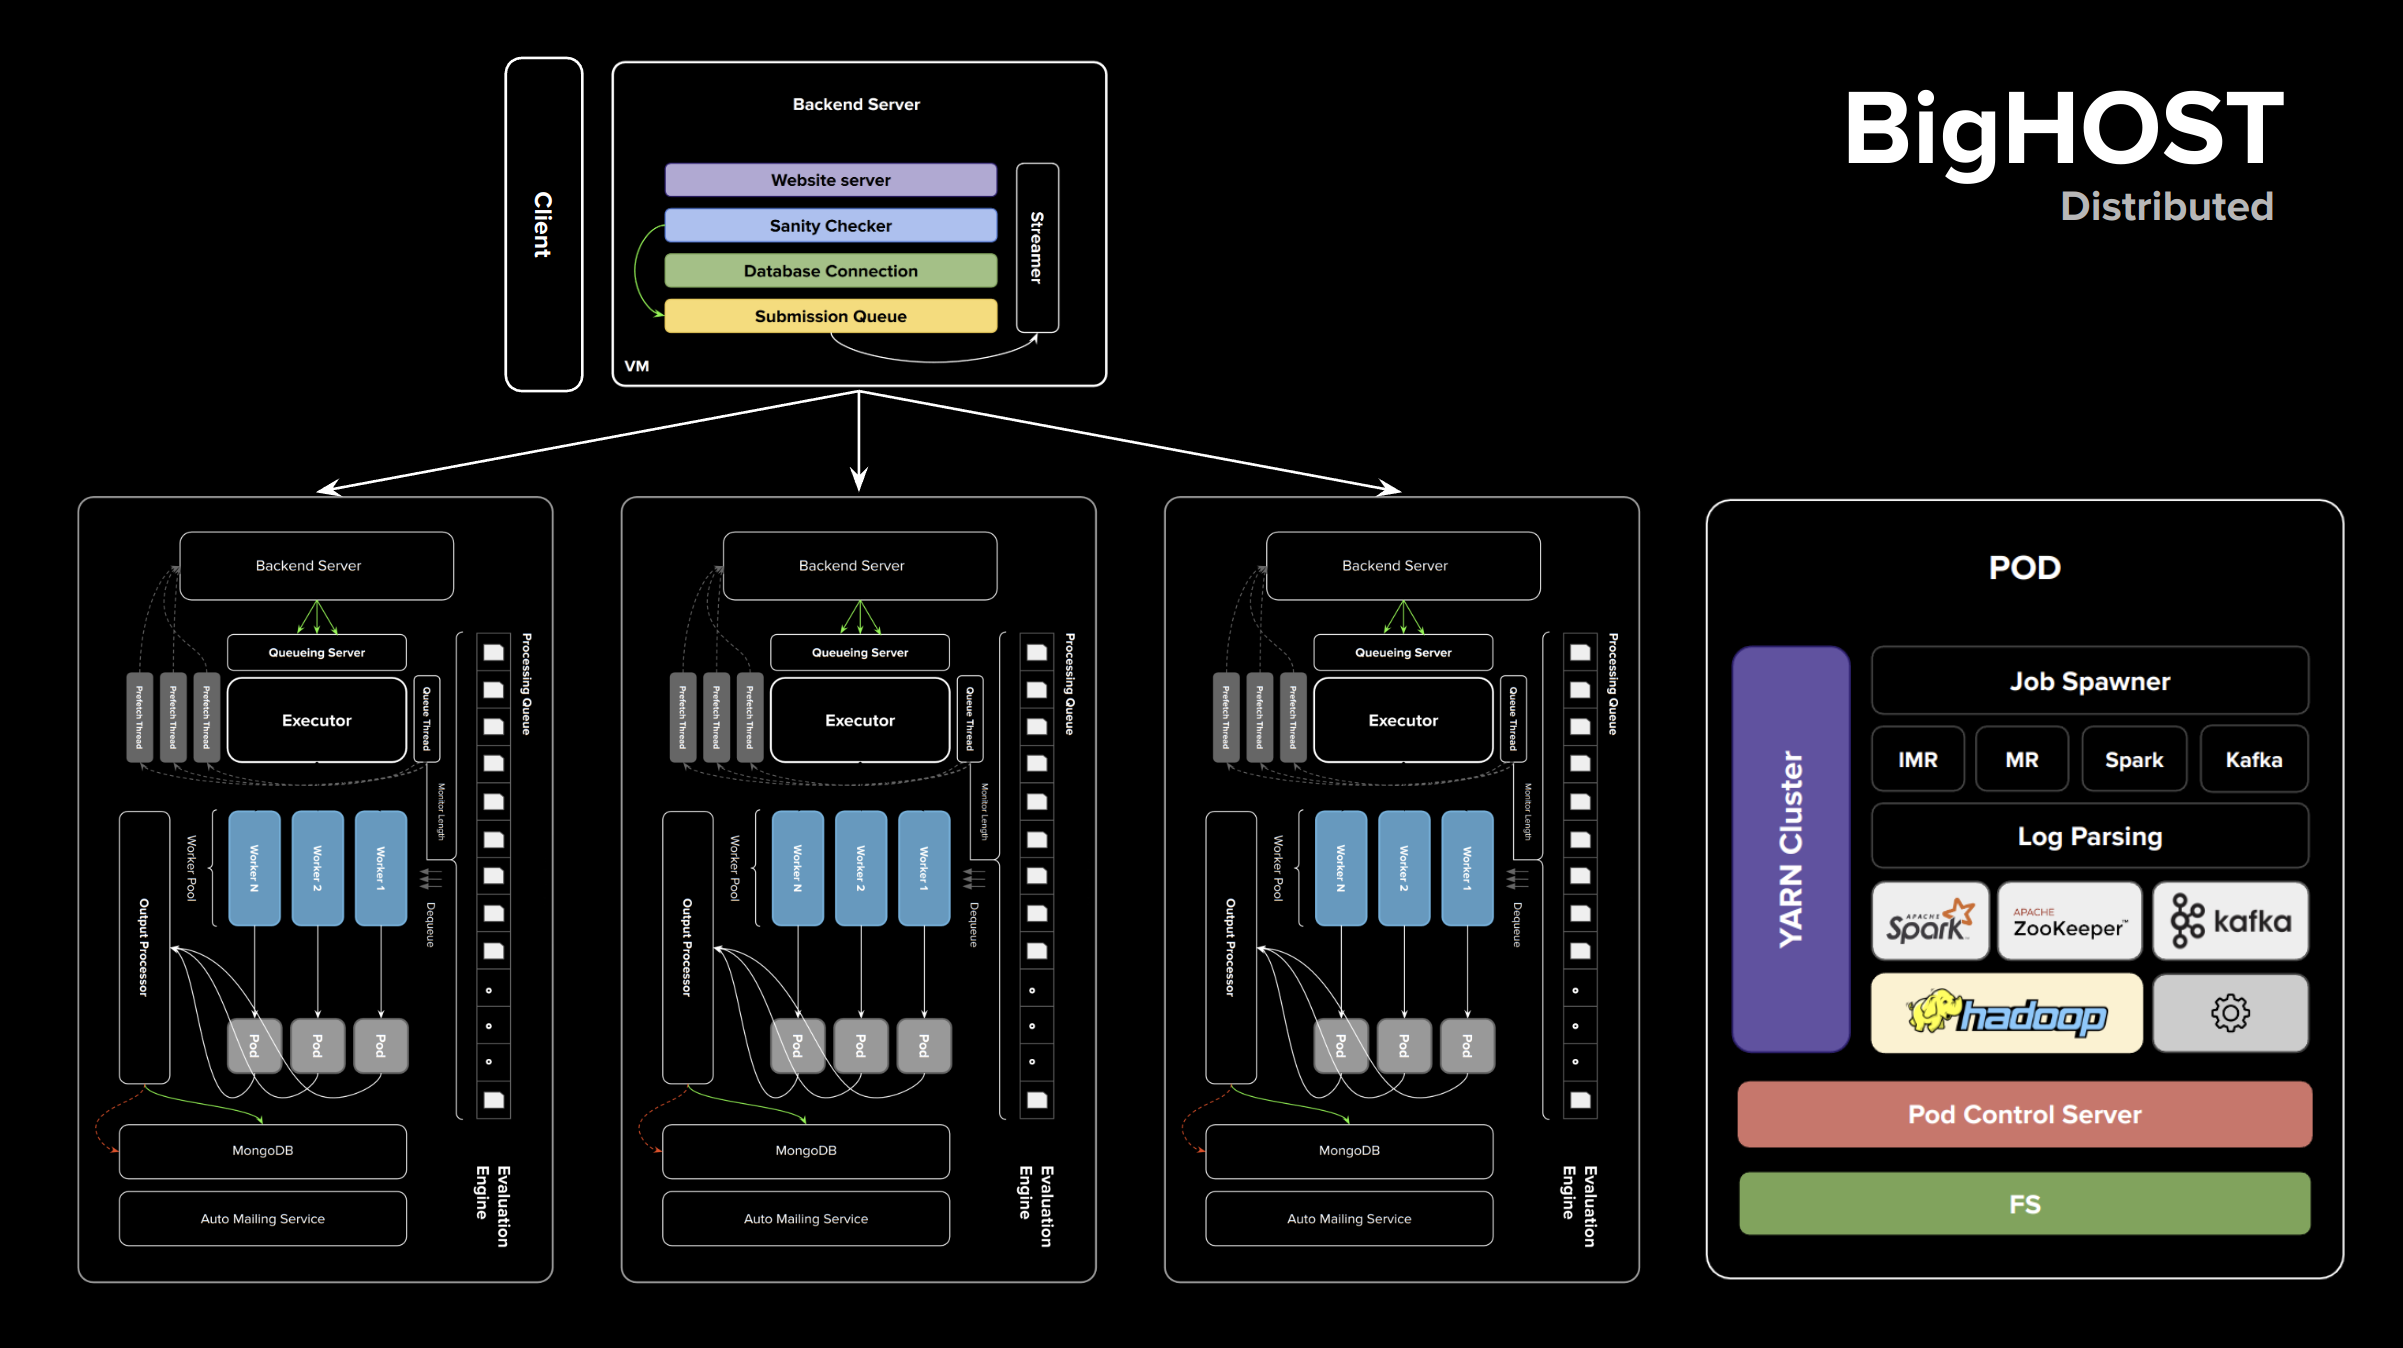 BigHOST
Distributed
Client
Backend Server
Website server
Sanity Checker
Database Connection
Submission Queue
Streamer
VM
Backend Server
Queueing Server
Prefetch Thread
Prefetch Thread
Prefetch Thread
Executor
Queue Thread
Processing Queue
Monitor Length
Output Processor
Worker Pool
Worker N
Worker 2
Worker 1
Dequeue
Pod
Pod
Pod
MongoDB
Auto Mailing Service
Evaluation
Engine
Backend Server
Queueing Server
Prefetch Thread
Prefetch Thread
Prefetch Thread
Executor
Queue Thread
Processing Queue
Monitor Length
Output Processor
Worker Pool
Worker N
Worker 2
Worker 1
Dequeue
Pod
Pod
Pod
MongoDB
Auto Mailing Service
Evaluation
Engine
Backend Server
Queueing Server
Prefetch Thread
Prefetch Thread
Prefetch Thread
Executor
Queue Thread
Processing Queue
Monitor Length
Output Processor
Worker Pool
Worker N
Worker 2
Worker 1
Dequeue
Pod
Pod
Pod
MongoDB
Auto Mailing Service
Evaluation
Engine
POD
YARN Cluster
Job Spawner
IMR
MR
Spark
Kafka
Log Parsing
APACHE
Spark™
APACHE
ZooKeeper™
kafka
hadoop
Pod Control Server
FS